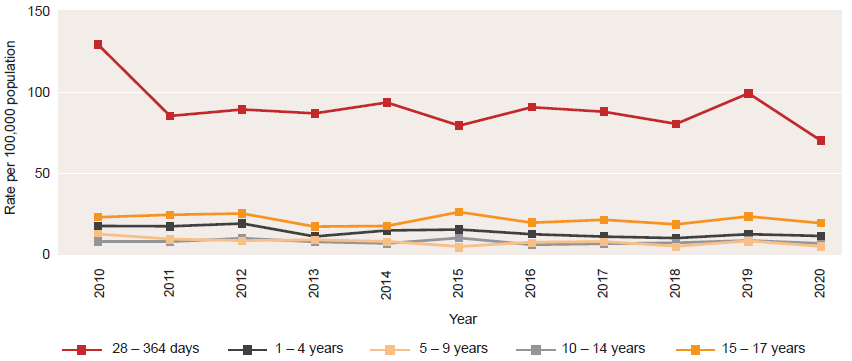 150
100
50
0
Rate per 100,000 population
2010 2011 2012 2013 2014 2015 2016 2017 2018 2019 2020
Year
28 – 364 days 1 – 4 years 5 – 9 years 10 – 14 years 15 – 17 years